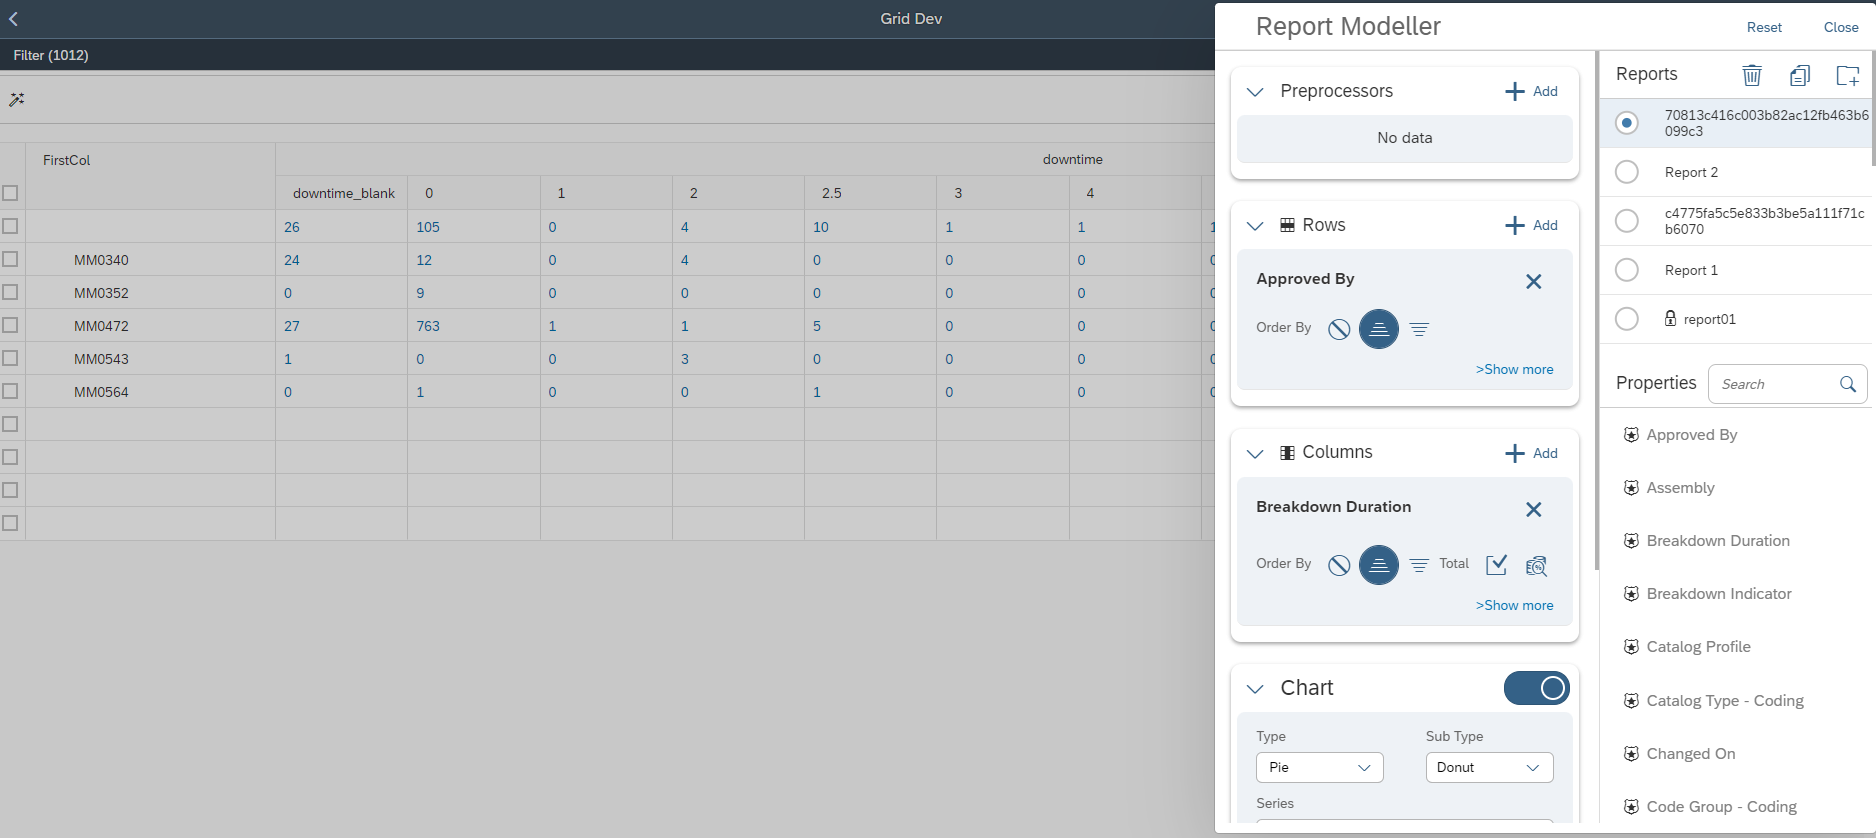 Grid Dev
Filter (1012)
FirstCol
downtime
downtime_blank 0 1 2 2.5 3 4
26 105 0 4 10 1 1
MM0340 24 12 0 4 0 0 0
MM0352 0 9 0 0 0 0 0
MM0472 27 763 1 1 5 0 0
MM0543 1 0 0 3 0 0 0
MM0564 0 1 0 0 1 0 0
Report Modeller
Reset Close
Preprocessors
Add
No data
Rows
Add
Approved By
Order By
>Show more
Columns
Add
Breakdown Duration
Order By Total
>Show more
Chart
Type Sub Type
Pie Donut
Series
Reports
70813c416c003b82ac12fb463b6
099c3
Report 2
c4775fa5c5e833b3be5a111f71c
b6070
Report 1
report01
Properties Search
Approved By
Assembly
Breakdown Duration
Breakdown Indicator
Catalog Profile
Catalog Type - Coding
Changed On
Code Group - Coding